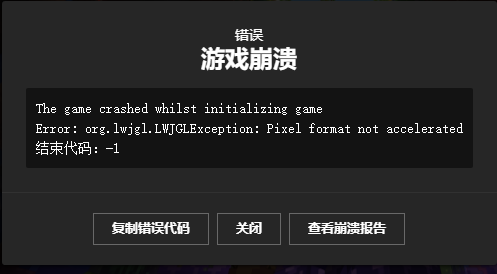 错误
游戏崩溃
The game crashed whilst initializing game
Error: org.lwjgl.LWJGLException: Pixel format not accelerated
结束代码: -1
复制错误代码
关闭
查看崩溃报告